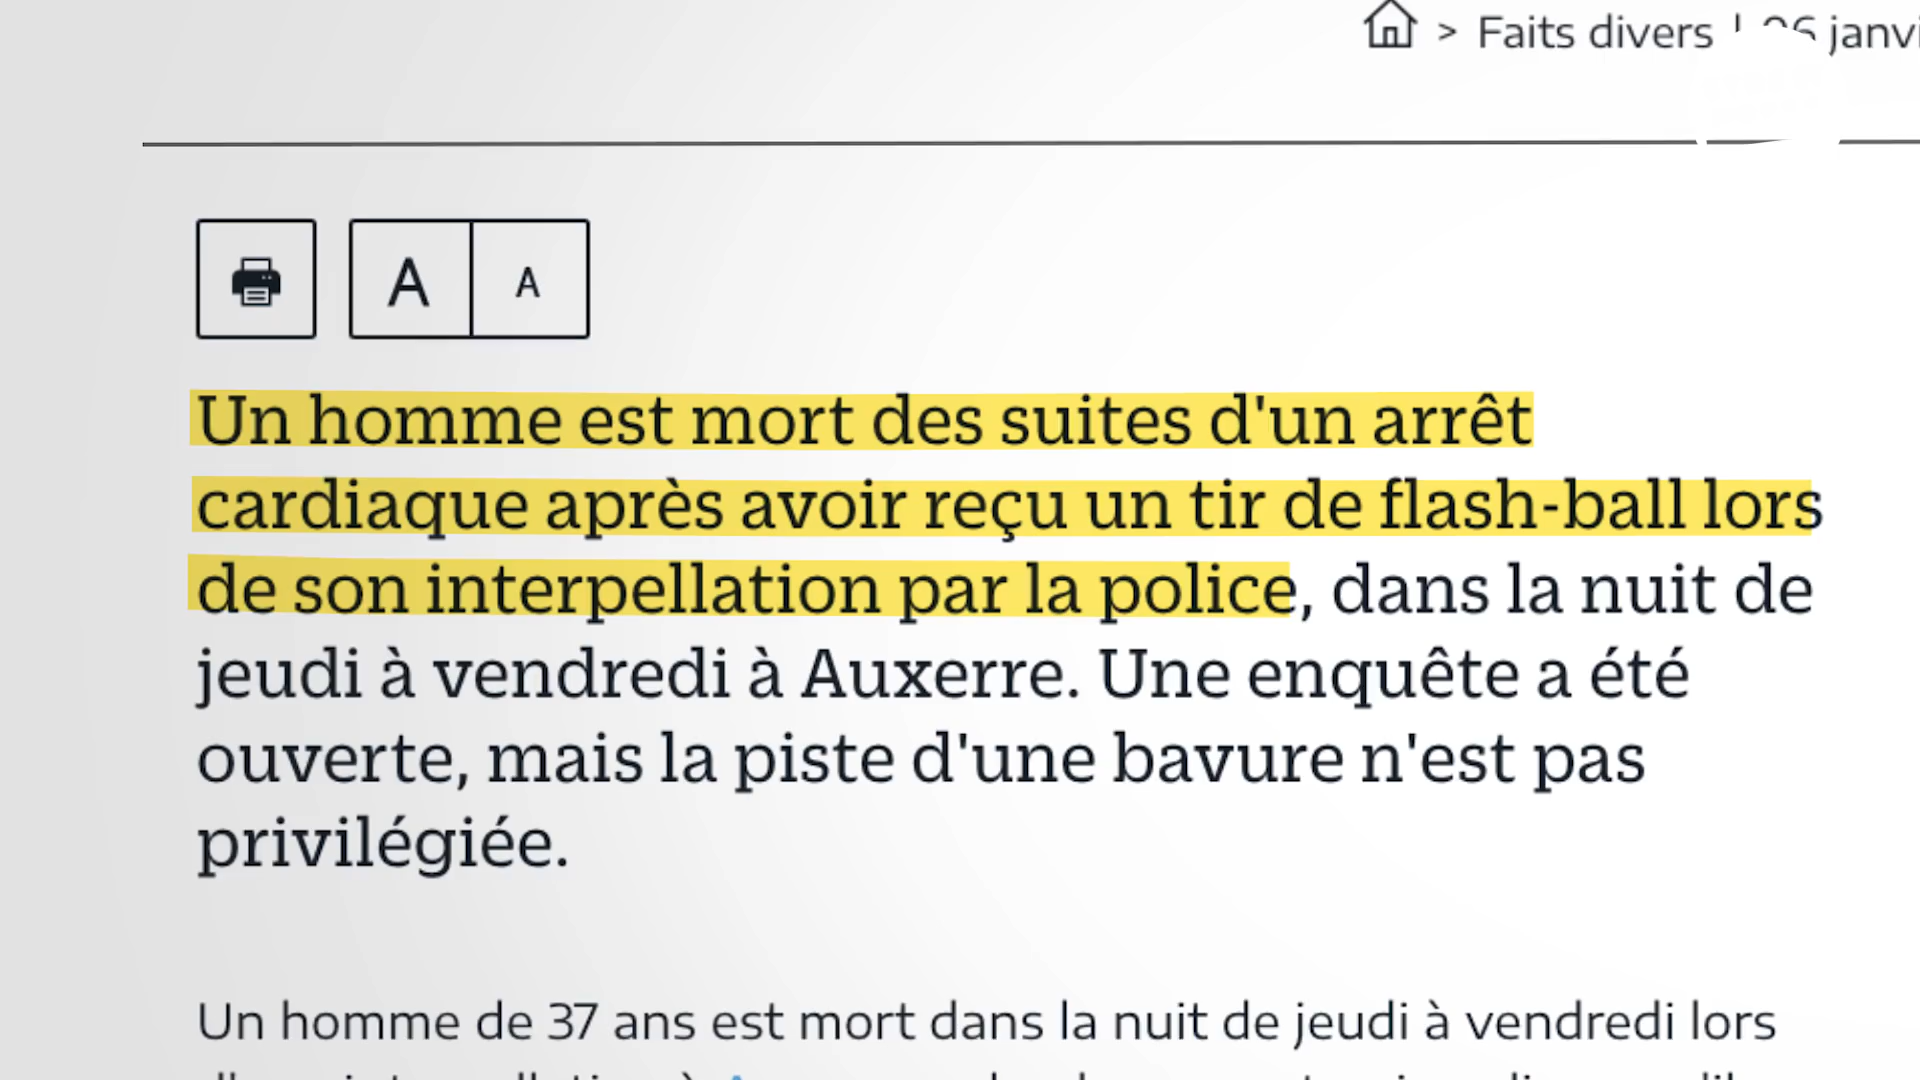 > Faits divers
Un homme est mort des suites d'un arrêt
cardiaque après avoir reçu un tir de flash-ball lors
de son interpellation par la police, dans la nuit de
jeudi à vendredi à Auxerre. Une enquête a été
ouverte, mais la piste d'une bavure n'est pas
privilégiée.
Un homme de 37 ans est mort dans la nuit de jeudi à vendredi lors